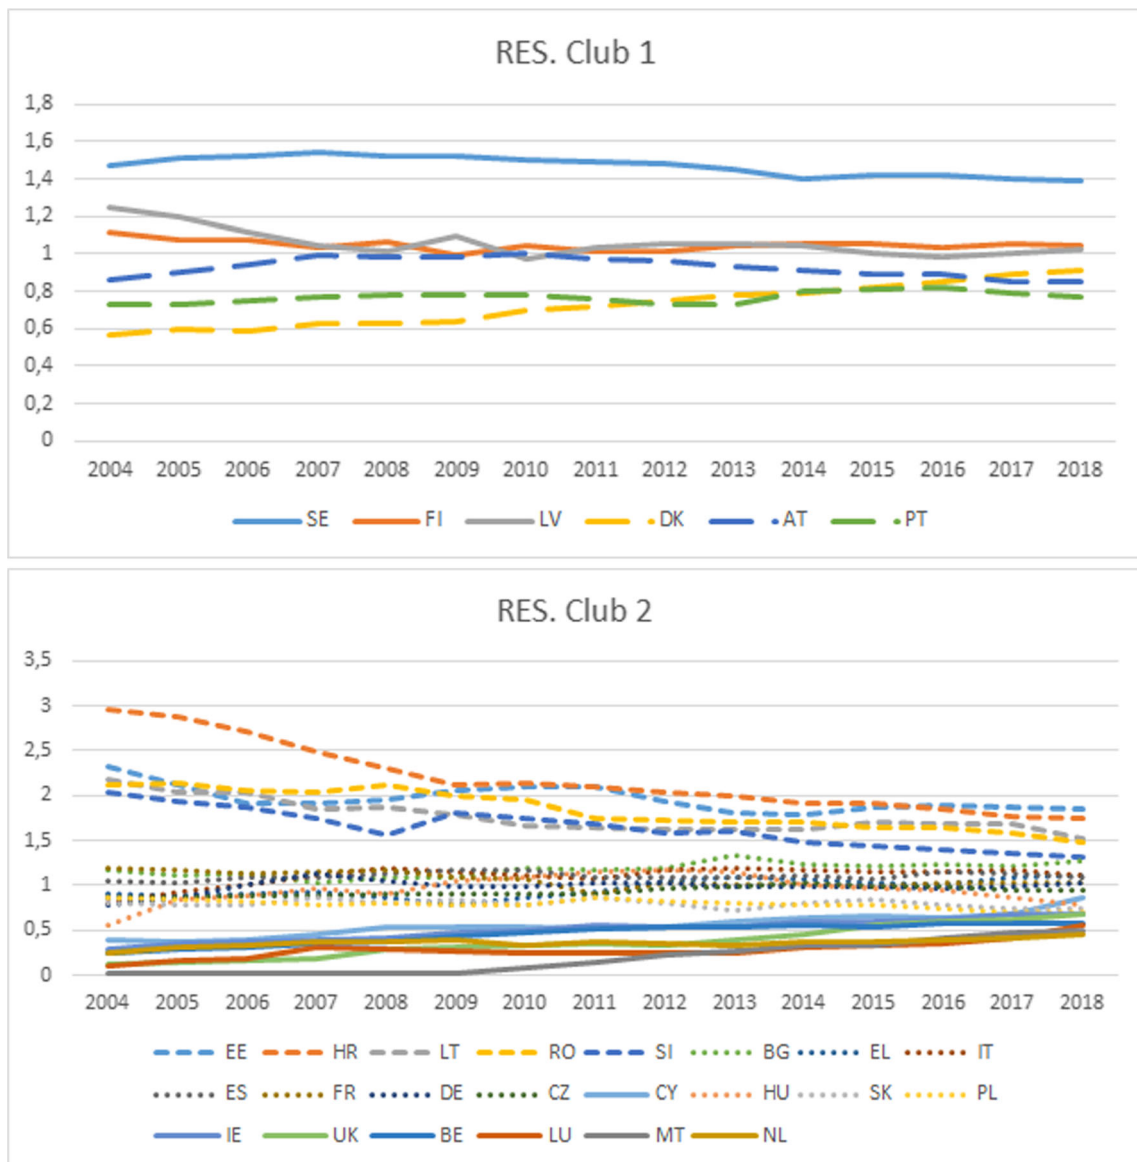 RES. Club 1
1,8
1,6
1,4
1,2
1
0,8
0,6
0,4
0,2
0
2004 2005 2006 2007 2008 2009 2010 2011 2012 2013 2014 2015 2016 2017 2018
SE FI LV DK AT PT
RES. Club 2
3,5
3
2,5
2
1,5
1
0,5
0
2004 2005 2006 2007 2008 2009 2010 2011 2012 2013 2014 2015 2016 2017 2018
EE HR LT RO SI BG EL IT
ES FR DE CZ CY HU SK PL
IE UK BE LU MT NL